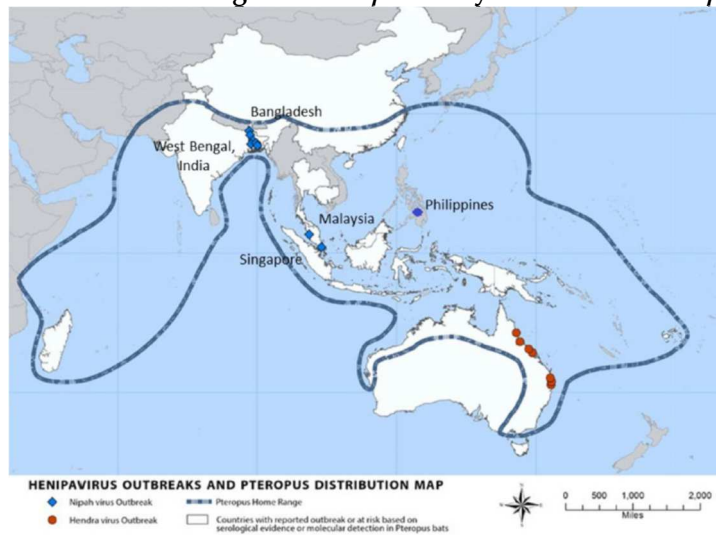 Bangladesh
West Bengal,
India
Philippines
Malaysia
Singapore
HENIPAVIRUS OUTBREAKS AND PTEROPUS DISTRIBUTION MAP
Nipah virus Outbreak
Pteropus Home Range
Hendra virus Outbreak
Countries with reported outbreak or at risk based on
serological evidence or molecular detection in Pteropus bats
N
0 500 1,000 2,000
Miles